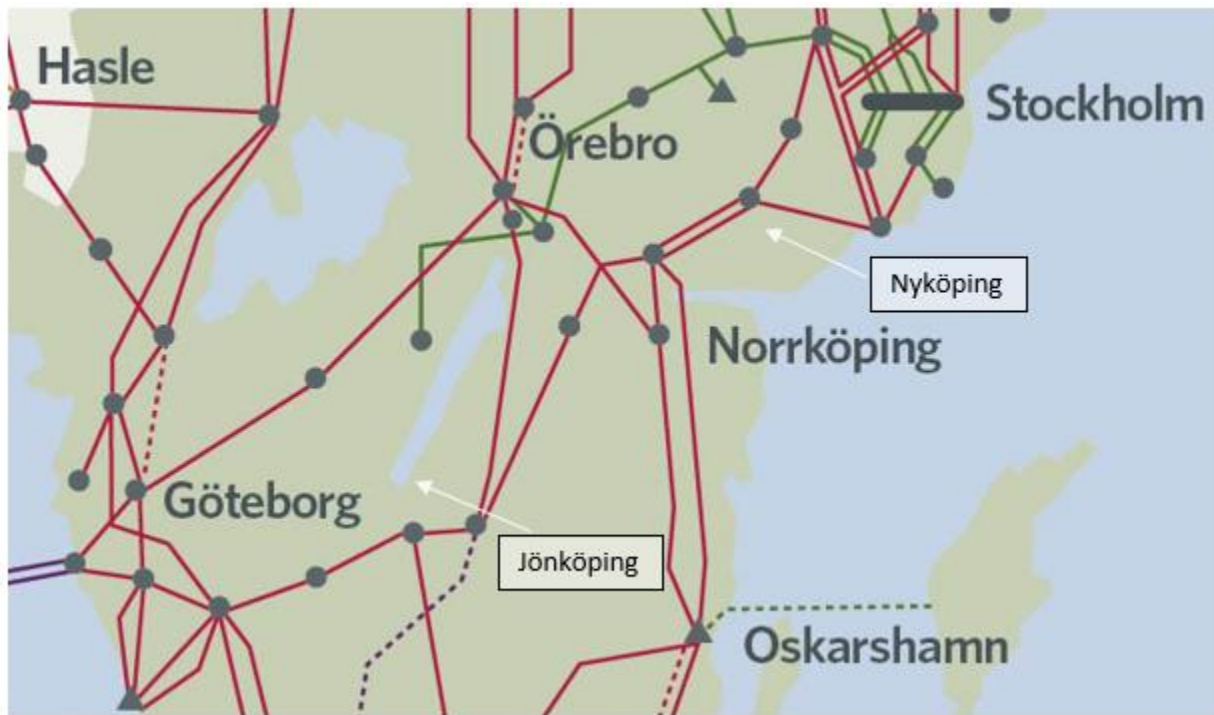 Hasle
Örebro
Stockholm
Nyköping
Norrköping
Göteborg
Jönköping
Oskarshamn